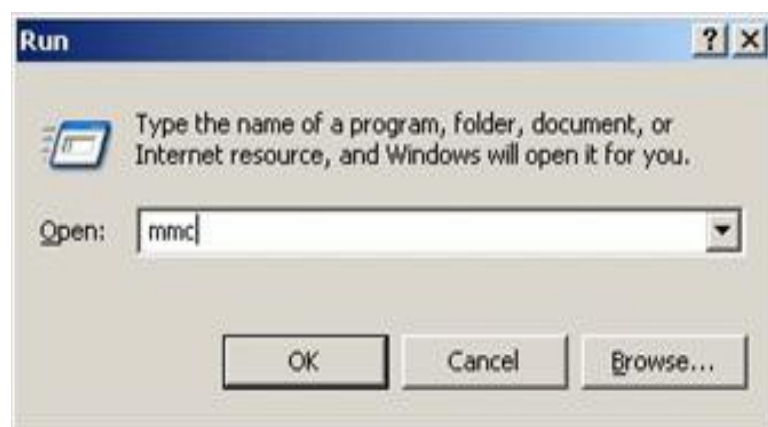 Run
Type the name of a program, folder, document, or
Internet resource, and Windows will open it for you.
Open: mmc
OK Cancel Browse...